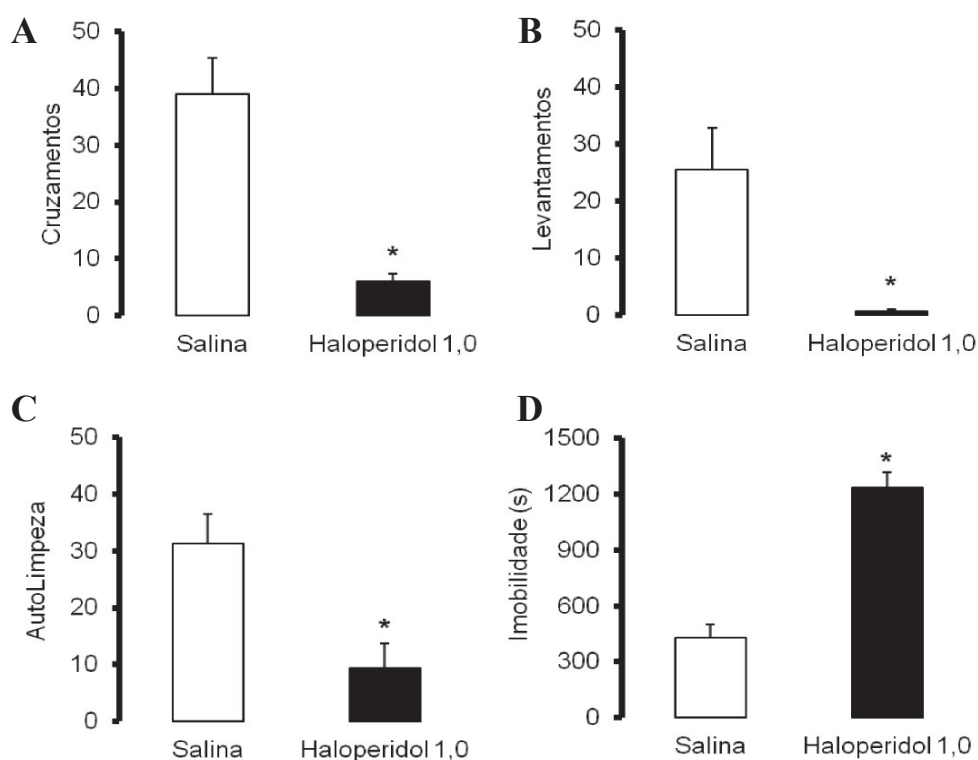 A
50
40
30
20
10
0
Cruzamentos
*
Salina
Haloperidol 1,0
B
50
40
30
20
10
0
Levantamentos
*
Salina
Haloperidol 1,0
C
50
40
30
20
10
0
AutoLimpeza
*
Salina
Haloperidol 1,0
D
1500
1200
900
600
300
0
Imobilidade (s)
*
Salina
Haloperidol 1,0